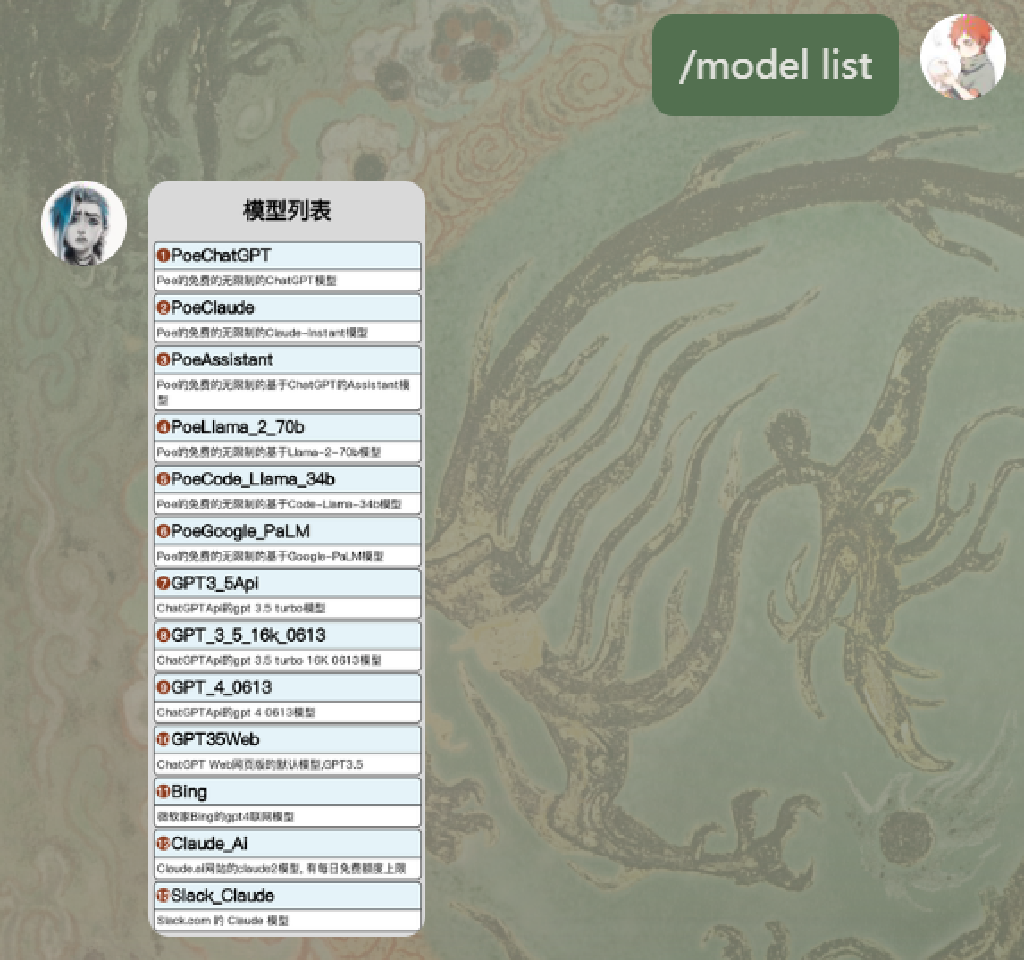 /model list
模型列表
1 PoeChatGPT
Poe的免费的无限制的ChatGPT模型
2 PoeClaude
Poe的免费的无限制的Claude-Instant模型
3 PoeAssistant
Poe的免费的无限制的基于ChatGPT的Assistant模
型
4 PoeLlama_2_70b
Poe的免费的无限制的基于Llama-2-70b模型
5 PoeCode_Llama_34b
Poe的免费的无限制的基于Code-Llama-34b模型
6 PoeGoogle_PaLM
Poe的免费的无限制的基于Google-PaLM模型
7 GPT3_5Api
ChatGPTApi的gpt 3.5 turbo模型
8 GPT_3_5_16k_0613
ChatGPTApi的gpt 3.5 turbo 16K 0613模型
9 GPT_4_0613
ChatGPTApi的gpt 4 0613模型
10 GPT35Web
ChatGPT Web网页版的默认模型,GPT3.5
11 Bing
微软家Bing的gpt4联网模型
12 Claude_Ai
Claude.ai网站的claude2模型, 有每日免费额度上限
13 Slack_Claude
Slack.com 的 Claude 模型